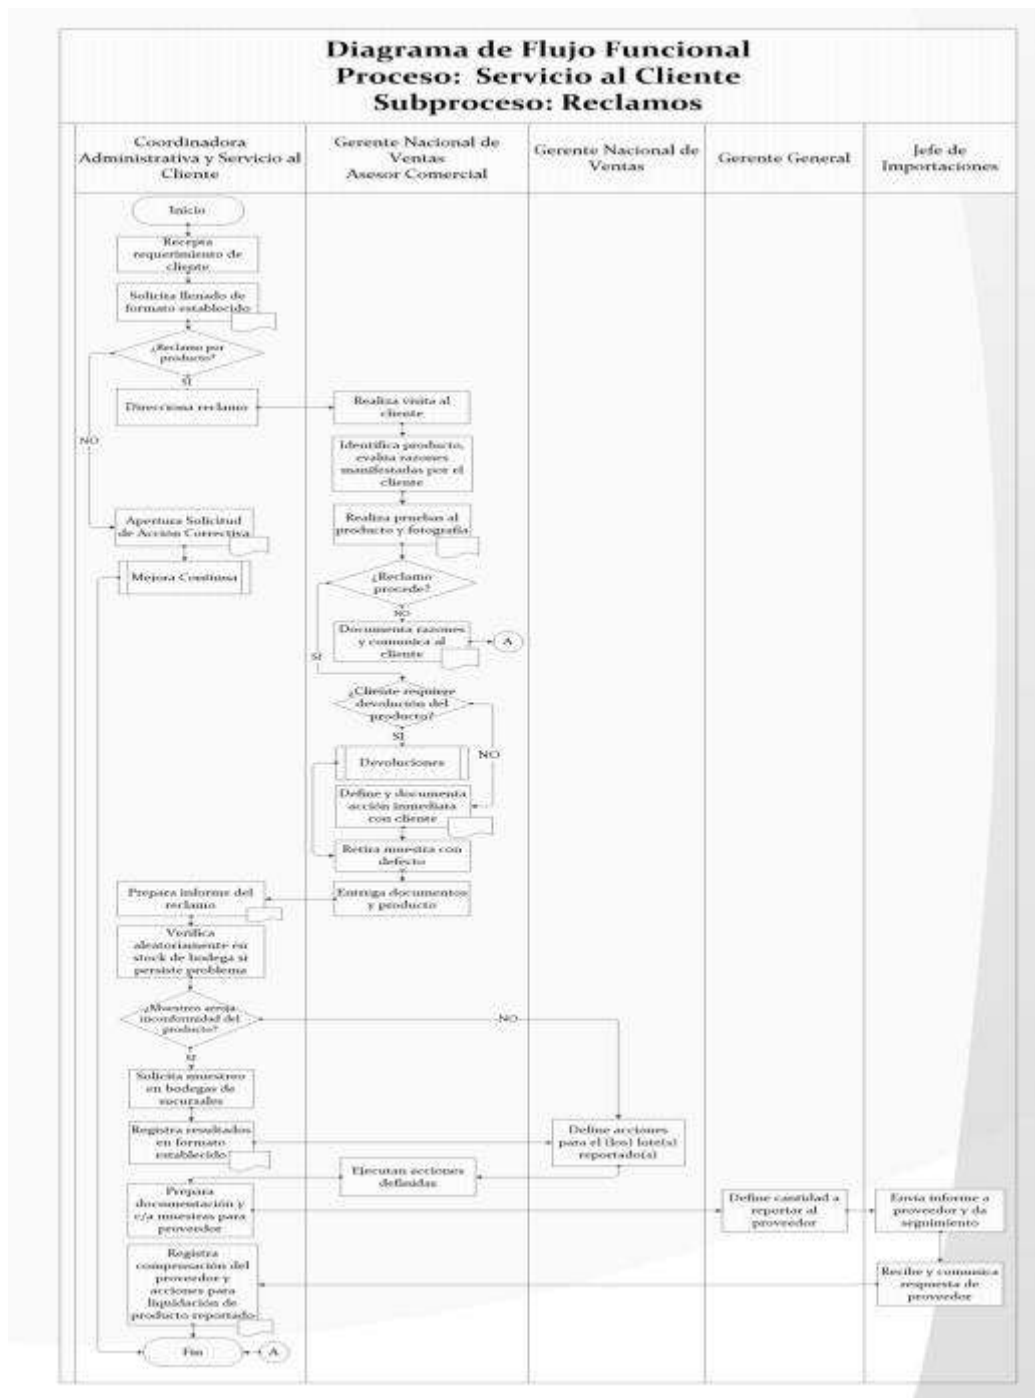 Diagrama de Flujo Funcional
Proceso: Servicio al Cliente
Subproceso: Reclamos
Coordinadora
Administrativa y Servicio al
Cliente
Gerente Nacional de
Ventas
Asesor Comercial
Gerente Nacional de
Ventas
Gerente General
Jefe de
Importaciones
Inicio
Recepta
requerimiento de
cliente
Solicita llenado de
formato establecido
¿Reclamo por
producto?
SI
NO
Direcciona reclamo
Realiza visita al
cliente
Identifica producto,
evalúa razones
manifestadas por el
cliente
Realiza pruebas al
producto y fotografía
Apertura Solicitud
de Acción Correctiva
Mejora Continua
¿Reclamo
procede?
NO
SI
Documenta razones
y comunica al
cliente
A
¿Cliente requiere
devolución del
producto?
SI
NO
Devoluciones
Define y documenta
acción inmediata
con cliente
Retira muestra con
defecto
Entrega documentos
y producto
Prepara informe del
reclamo
Verifica
aleatoriamente en
stock de bodega si
persiste problema
¿Muestreo arroja
inconformidad del
producto?
NO
SI
Solicita muestreo
en bodegas de
sucursales
Registra resultados
en formato
establecido
Define acciones
para el (los) lote(s)
reportado(s)
Ejecutan acciones
definidas
Prepara
documentación y
c/a muestras para
proveedor
Define cantidad a
reportar al
proveedor
Envía informe a
proveedor y da
seguimiento
Recibe y comunica
respuesta de
proveedor
Registra
compensación del
proveedor y
acciones para
liquidación de
producto reportado
Fin
A